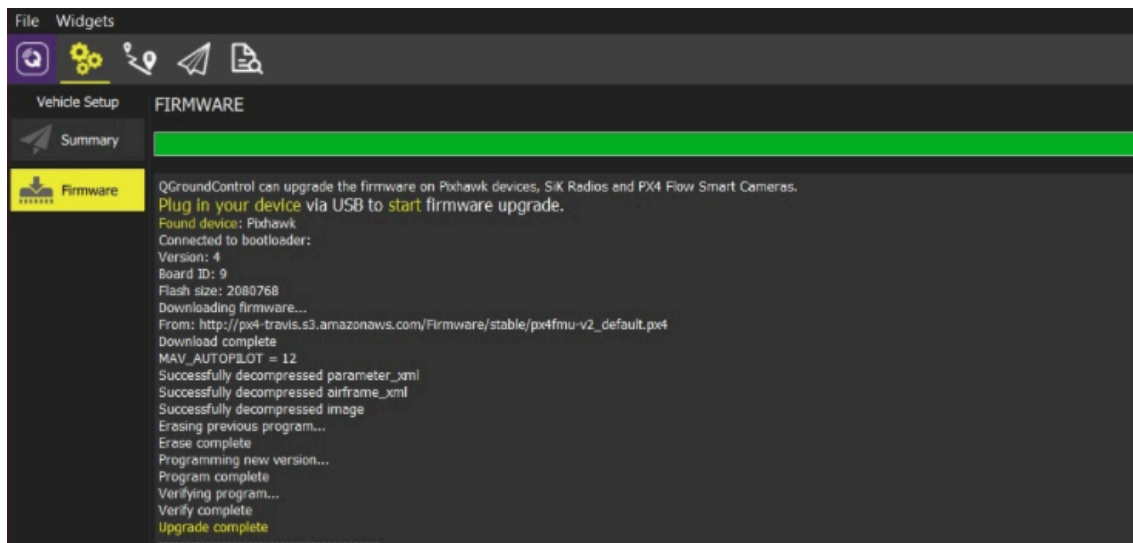 File Widgets
Vehicle Setup
FIRMWARE
Summary
Firmware
QGroundControl can upgrade the firmware on Pixhawk devices, SiK Radios and PX4 Flow Smart Cameras.
Plug in your device via USB to start firmware upgrade.
Found device: Pixhawk
Connected to bootloader:
Version: 4
Board ID: 9
Flash size: 2080768
Downloading firmware...
From: http://px4-travis.s3.amazonaws.com/Firmware/stable/px4fmu-v2_default.px4
Download complete
MAV_AUTOPILOT = 12
Successfully decompressed parameter_xml
Successfully decompressed airframe_xml
Successfully decompressed image
Erasing previous program...
Erase complete
Programming new version...
Program complete
Verifying program...
Verify complete
Upgrade complete